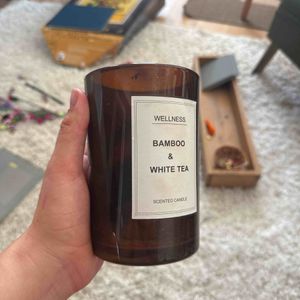 WELLNESS
BAMBOO
&
WHITE TEA
SCENTED CANDLE